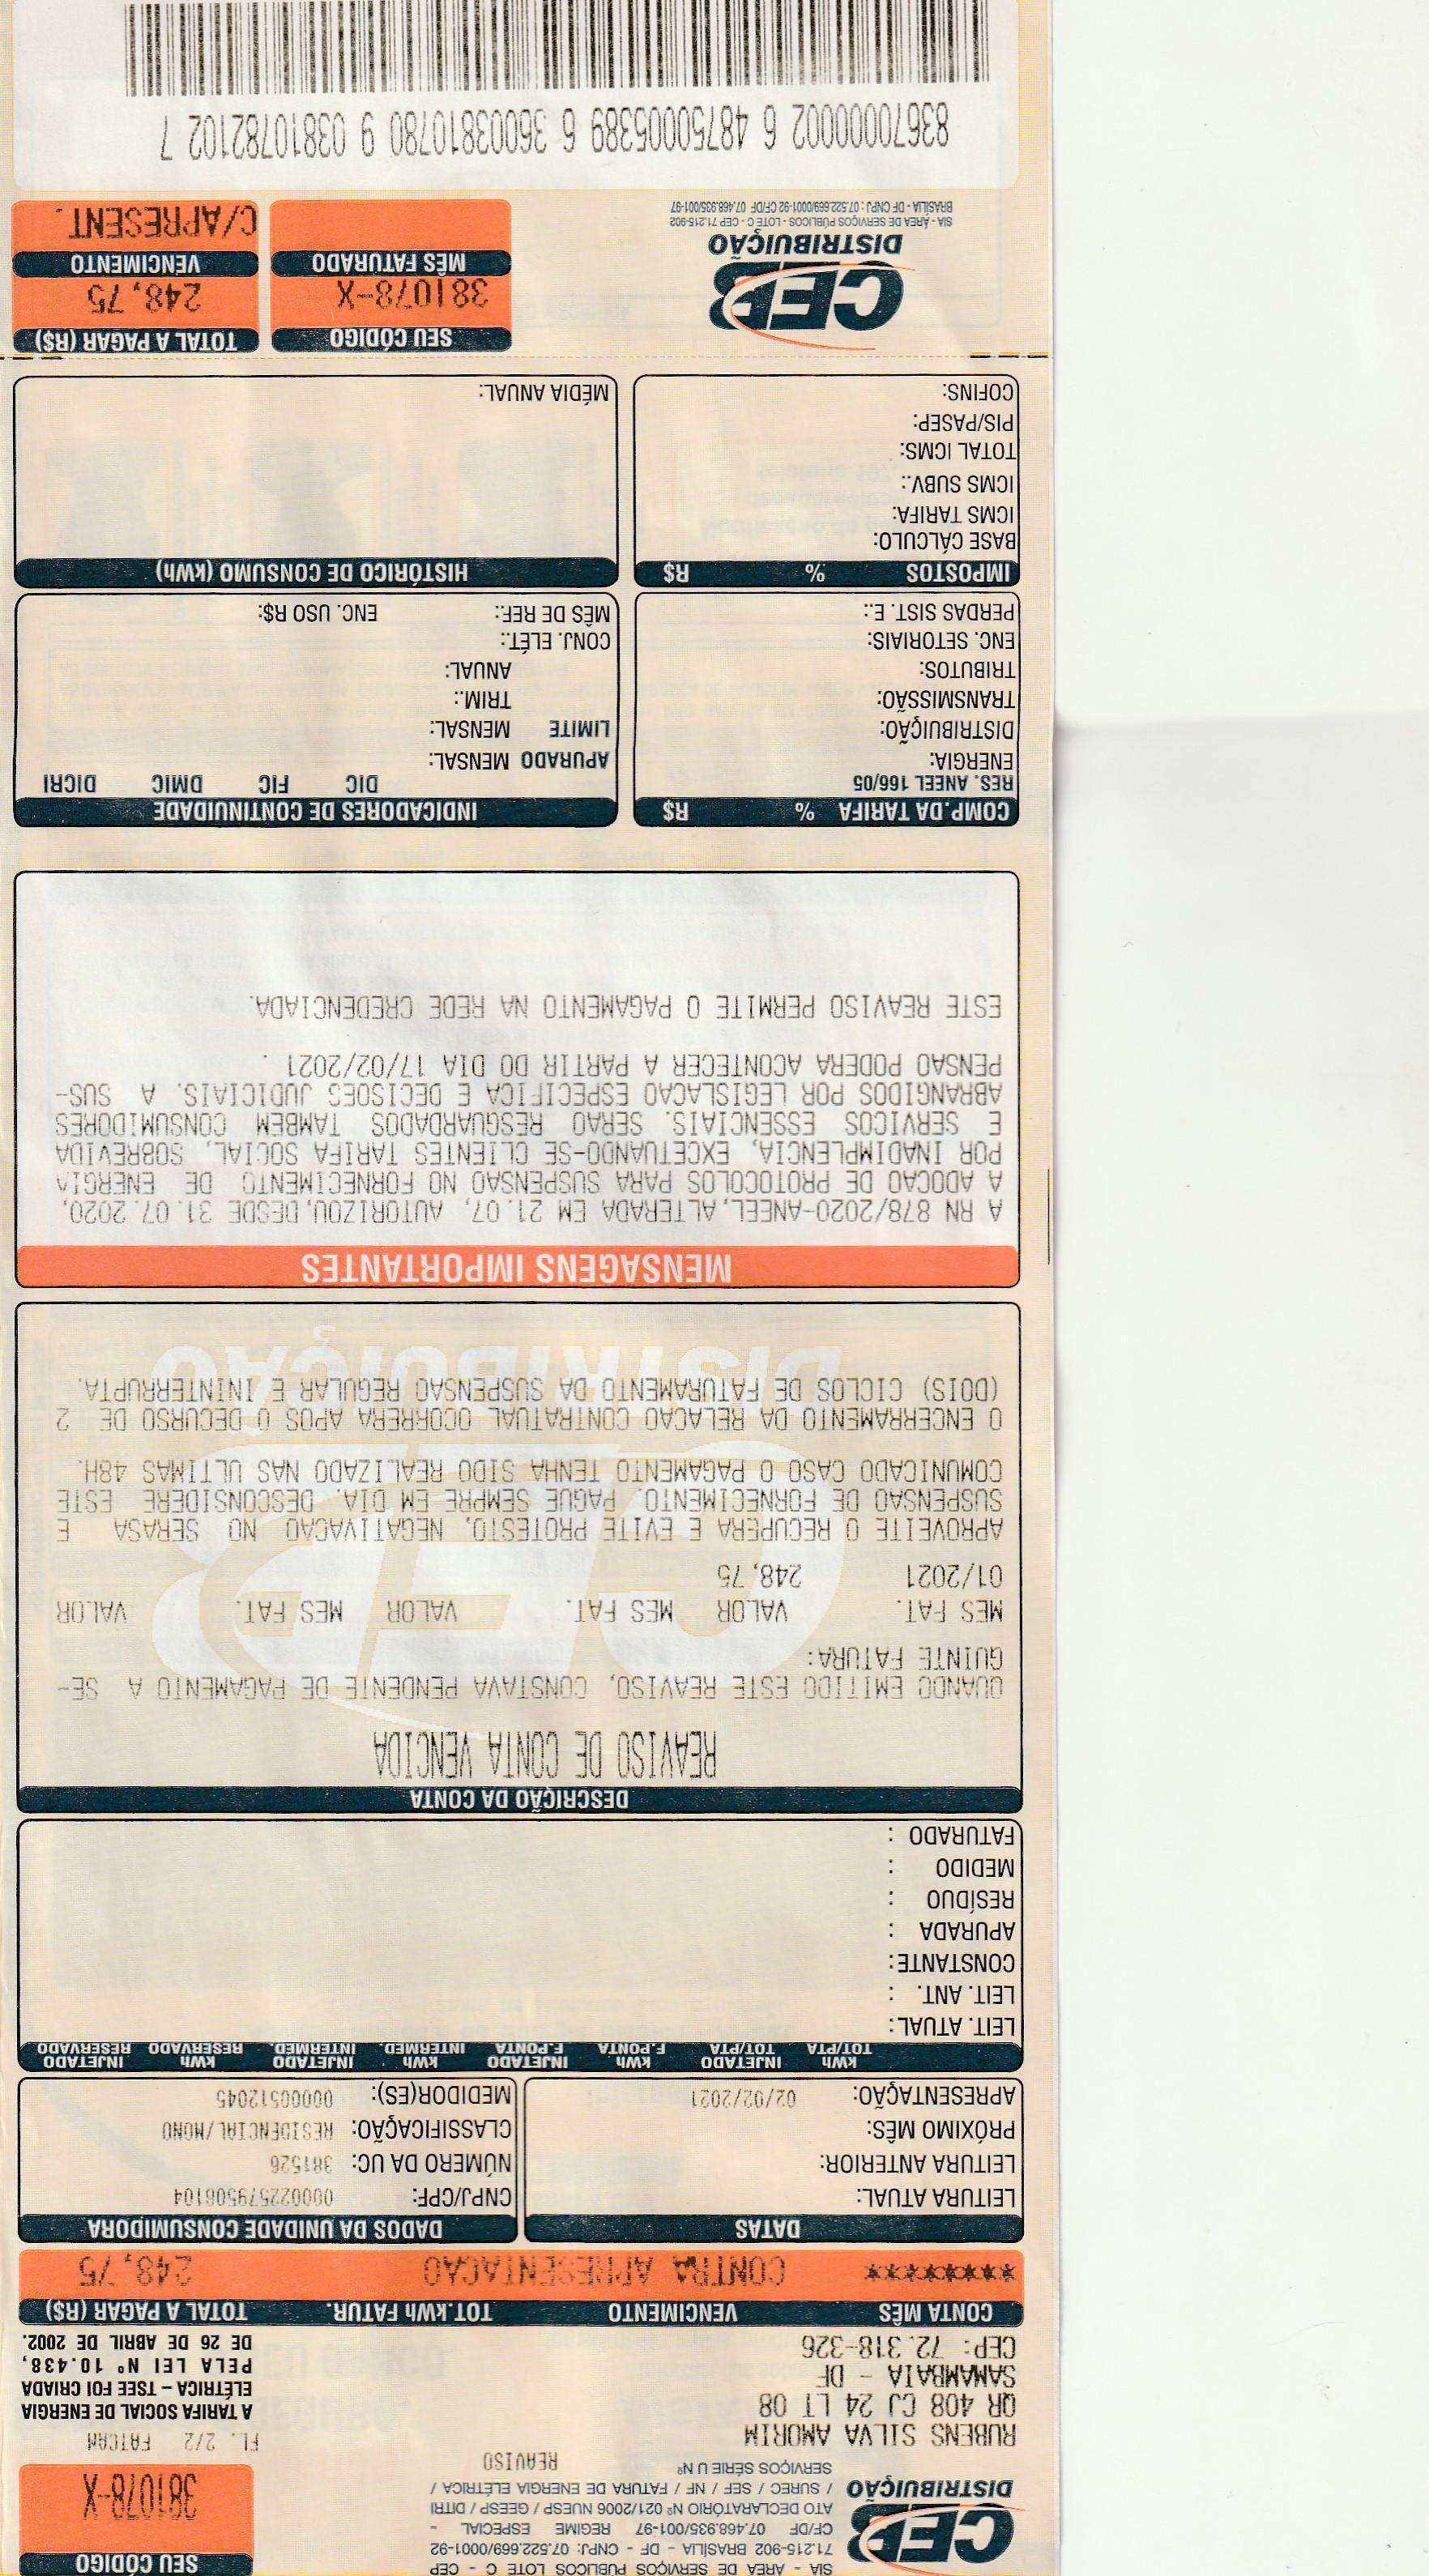 CEB
DISTRIBUIÇÃO
SIA - ÁREA DE SERVIÇOS PÚBLICOS LOTE C - CEP
71.215-902 BRASÍLIA - DF - CNPJ: 07.522.669/0001-92
CF/DF 07.468.935/001-97 REGIME ESPECIAL -
ATO DECLARATÓRIO Nº 021/2006 NUESP / GEESP / DITRI
/ SUREC / SEF / NF / FATURA DE ENERGIA ELÉTRICA /
SERVIÇOS SÉRIE U Nº
REAVISO
SEU CÓDIGO
381078-X
FL. 2/2 FATCAM
RUBENS SILVA AMORIM
QR 408 CJ 24 LT 08
SAMAMBAIA - DF
CEP: 72.318-326
A TARIFA SOCIAL DE ENERGIA
ELÉTRICA – TSEE FOI CRIADA
PELA LEI Nº 10.438,
DE 26 DE ABRIL DE 2002.
CONTA MÊS VENCIMENTO TOT.kWh FATUR. TOTAL A PAGAR (R$)
******** CONTRA APRESENTACAO 248,75
DATAS
LEITURA ATUAL:
LEITURA ANTERIOR:
PRÓXIMO MÊS:
APRESENTAÇÃO: 02/02/2021
DADOS DA UNIDADE CONSUMIDORA
CNPJ/CPF: 00002257950&#8203;6104
NÚMERO DA UC: 381526
CLASSIFICAÇÃO: RESIDENCIAL/MONO
MEDIDOR(ES): 00000512045
kWh TOT/PTA INJETADO TOT/PTA kWh F.PONTA INJETADO F.PONTA kWh INTERMED. INJETADO INTERMED. kWh RESERVADO INJETADO RESERVADO
LEIT. ATUAL:
LEIT. ANT. :
CONSTANTE:
APURADA :
RESÍDUO :
MEDIDO :
FATURADO :
DESCRIÇÃO DA CONTA
REAVISO DE CONTA VENCIDA
QUANDO EMITIDO ESTE REAVISO, CONSTAVA PENDENTE DE PAGAMENTO A SE-
GUINTE FATURA:
MES FAT. VALOR MES FAT. VALOR MES FAT. VALOR
01/2021 248,75
APROVEITE O RECUPERA E EVITE PROTESTO, NEGATIVACAO NO SERASA E
SUSPENSAO DE FORNECIMENTO. PAGUE SEMPRE EM DIA. DESCONSIDERE ESTE
COMUNICADO CASO O PAGAMENTO TENHA SIDO REALIZADO NAS ULTIMAS 48H.
O ENCERRAMENTO DA RELACAO CONTRATUAL OCORRERA APOS O DECURSO DE 2
(DOIS) CICLOS DE FATURAMENTO DA SUSPENSAO REGULAR E ININTERRUPTA.
CEB
DISTRIBUIÇÃO
MENSAGENS IMPORTANTES
A RN 878/2020-ANEEL, ALTERADA EM 21.07, AUTORIZOU,DESDE 31.07.2020,
A ADOCAO DE PROTOCOLOS PARA SUSPENSAO NO FORNECIMENTO DE ENERGIA
POR INADIMPLENCIA, EXCETUANDO-SE CLIENTES TARIFA SOCIAL, SOBREVIDA
E SERVICOS ESSENCIAIS. SERAO RESGUARDADOS TAMBEM CONSUMIDORES
ABRANGIDOS POR LEGISLACAO ESPECIFICA E DECISOES JUDICIAIS. A SUS-
PENSAO PODERA ACONTECER A PARTIR DO DIA 17/02/2021 .
ESTE REAVISO PERMITE O PAGAMENTO NA REDE CREDENCIADA.
COMP.DA TARIFA % R$
RES. ANEEL 166/05
ENERGIA:
DISTRIBUIÇÃO:
TRANSMISSÃO:
TRIBUTOS:
ENC. SETORIAIS:
PERDAS SIST. E.:
INDICADORES DE CONTINUIDADE
DIC FIC DMIC DICRI
APURADO MENSAL:
LIMITE MENSAL:
TRIM.:
ANUAL:
CONJ. ELÉT.:
MÊS DE REF.: ENC. USO R$:
IMPOSTOS % R$
BASE CÁLCULO:
ICMS TARIFA:
ICMS SUBV.:
TOTAL ICMS:
PIS/PASEP:
COFINS:
HISTÓRICO DE CONSUMO (kWh)
MÉDIA ANUAL:
CEB
DISTRIBUIÇÃO
SIA - ÁREA DE SERVIÇOS PÚBLICOS - LOTE C - CEP 71.215-902
BRASÍLIA - DF CNPJ: 07.522.669/0001-92 CF/DF 07.468.935/001-97
SEU CÓDIGO
381078-X
MÊS FATURADO
TOTAL A PAGAR (R$)
248,75
VENCIMENTO
C/APRESENT.
83670000002 6 48750005389 6 36003810780 9 03810782102 7